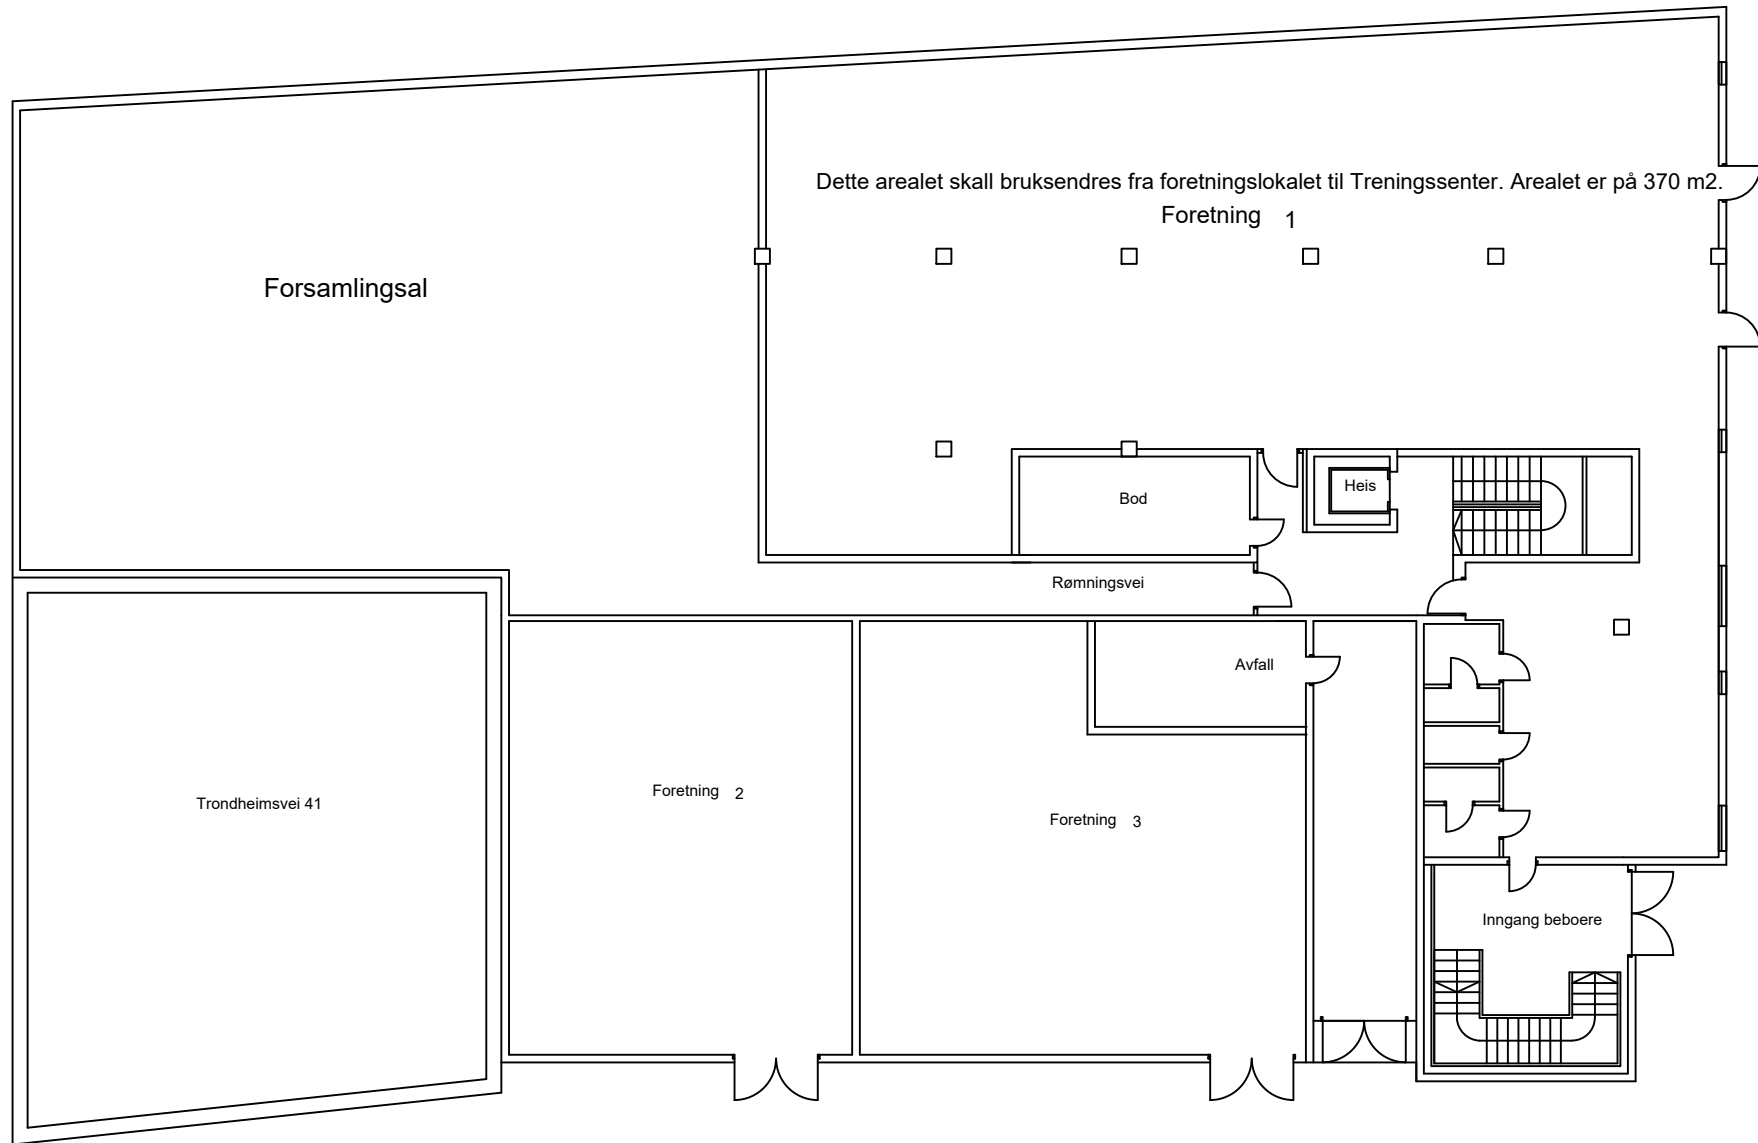 Dette arealet skall bruksendres fra foretningslokalet til Treningssenter. Arealet er på 370 m2.
Foretning 1
Forsamlingsal
Heis
Bod
Rømningsvei
Avfall
Foretning 2
Trondheimsvei 41
Foretning 3
Inngang beboere